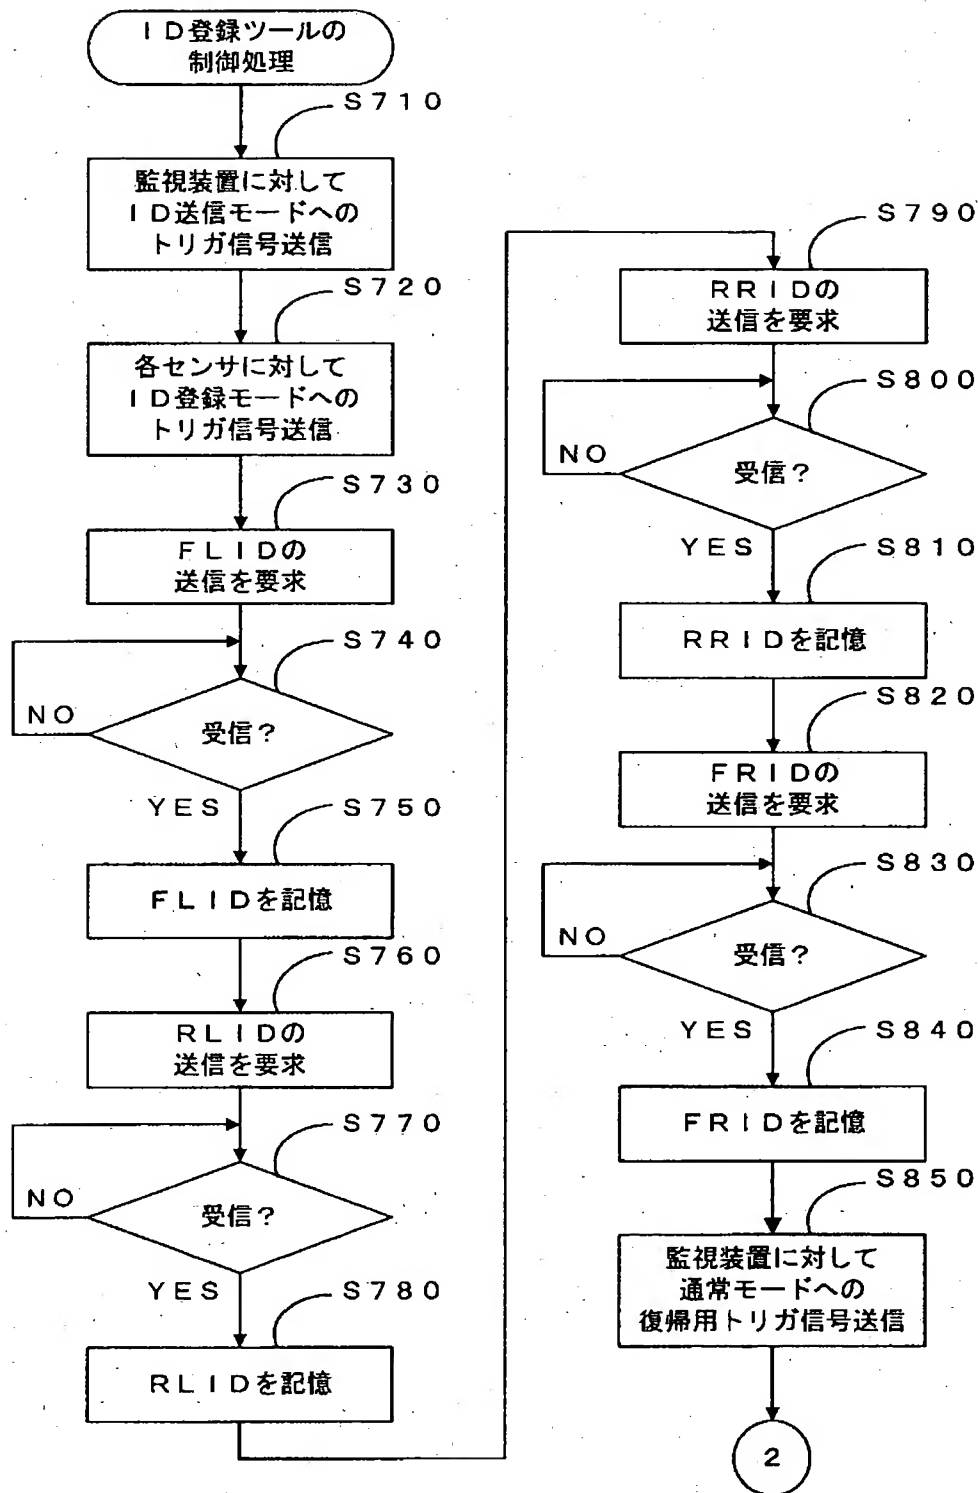 ID登録ツールの
制御処理
S710
監視装置に対して
ID送信モードへの
トリガ信号送信
S720
各センサに対して
ID登録モードへの
トリガ信号送信
S730
FLIDの
送信を要求
S740
受信?
NO
YES
S750
FLIDを記憶
S760
RLIDの
送信を要求
S770
受信?
NO
YES
S780
RLIDを記憶
S790
RRIDの
送信を要求
S800
受信?
NO
YES
S810
RRIDを記憶
S820
FRIDの
送信を要求
S830
受信?
NO
YES
S840
FRIDを記憶
S850
監視装置に対して
通常モードへの
復帰用トリガ信号送信
2